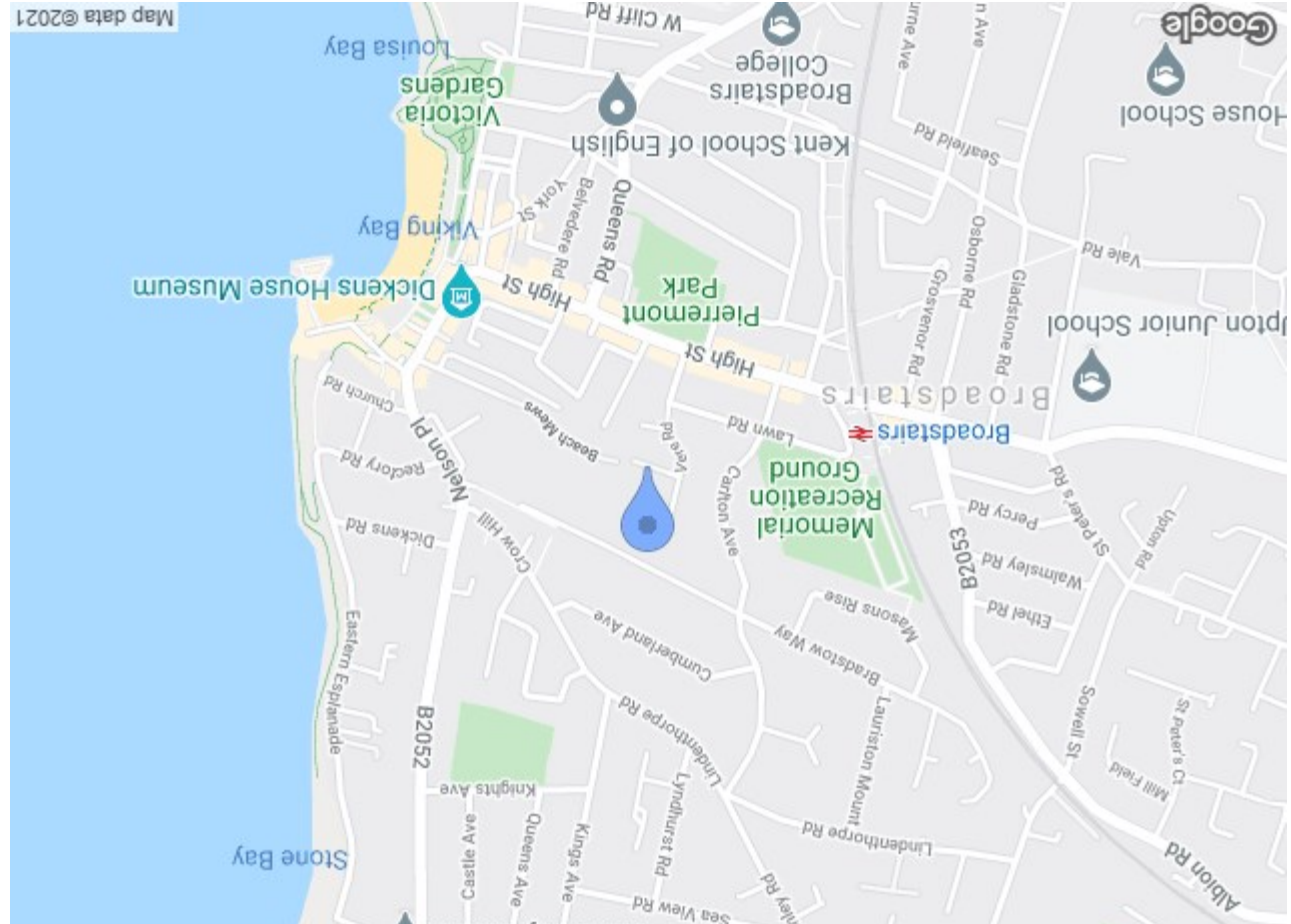 Albion Rd
nley Rd
Sea View Rd
Stone Bay
Lindenthorpe Rd
Lyndhurst Rd
Kings Ave
Queens Ave
Castle Ave
Knights Ave
Mill Field
St Peter's Ct
Sowell St
Lauriston Mount
Lindenthorpe Rd
B2052
Bradstow Way
Cumberland Ave
Eastern Esplanade
Ethel Rd
Masons Rise
Walmsley Rd
B2053
Upton Rd
Percy Rd
St Peter's Rd
Crow Hill
Dickens Rd
Memorial
Recreation
Ground
Carlton Ave
Nelson Pl
Rectory Rd
Broadstairs
Lawn Rd
Vere Rd
Beach Mews
Church Rd
Broadstairs
High St
Upton Junior School
Gladstone Rd
Grosvenor Rd
Osborne Rd
Pierremont
Park
High St
Dickens House Museum
Vale Rd
Queens Rd
Belvedere Rd
York St
Viking Bay
Seafield Rd
Kent School of English
House School
Broadstairs
College
Victoria
Gardens
Louisa Bay
n Ave
urne Ave
W Cliff Rd
Google
Map data ©2021